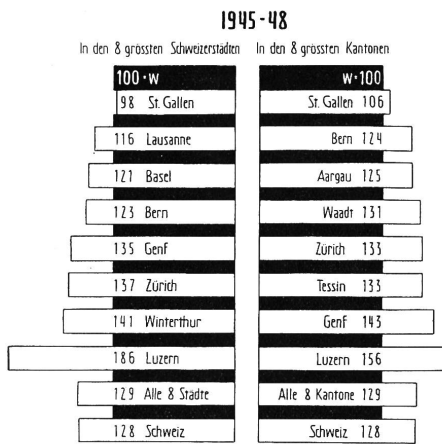 1945-48
In den 8 grössten Schweizerstädten
100·w
98 St. Gallen
116 Lausanne
121 Basel
123 Bern
135 Genf
137 Zürich
141 Winterthur
186 Luzern
129 Alle 8 Städte
128 Schweiz
In den 8 grössten Kantonen
w·100
St. Gallen 106
Bern 124
Aargau 125
Waadt 131
Zürich 133
Tessin 133
Genf 143
Luzern 156
Alle 8 Kantone 129
Schweiz 128